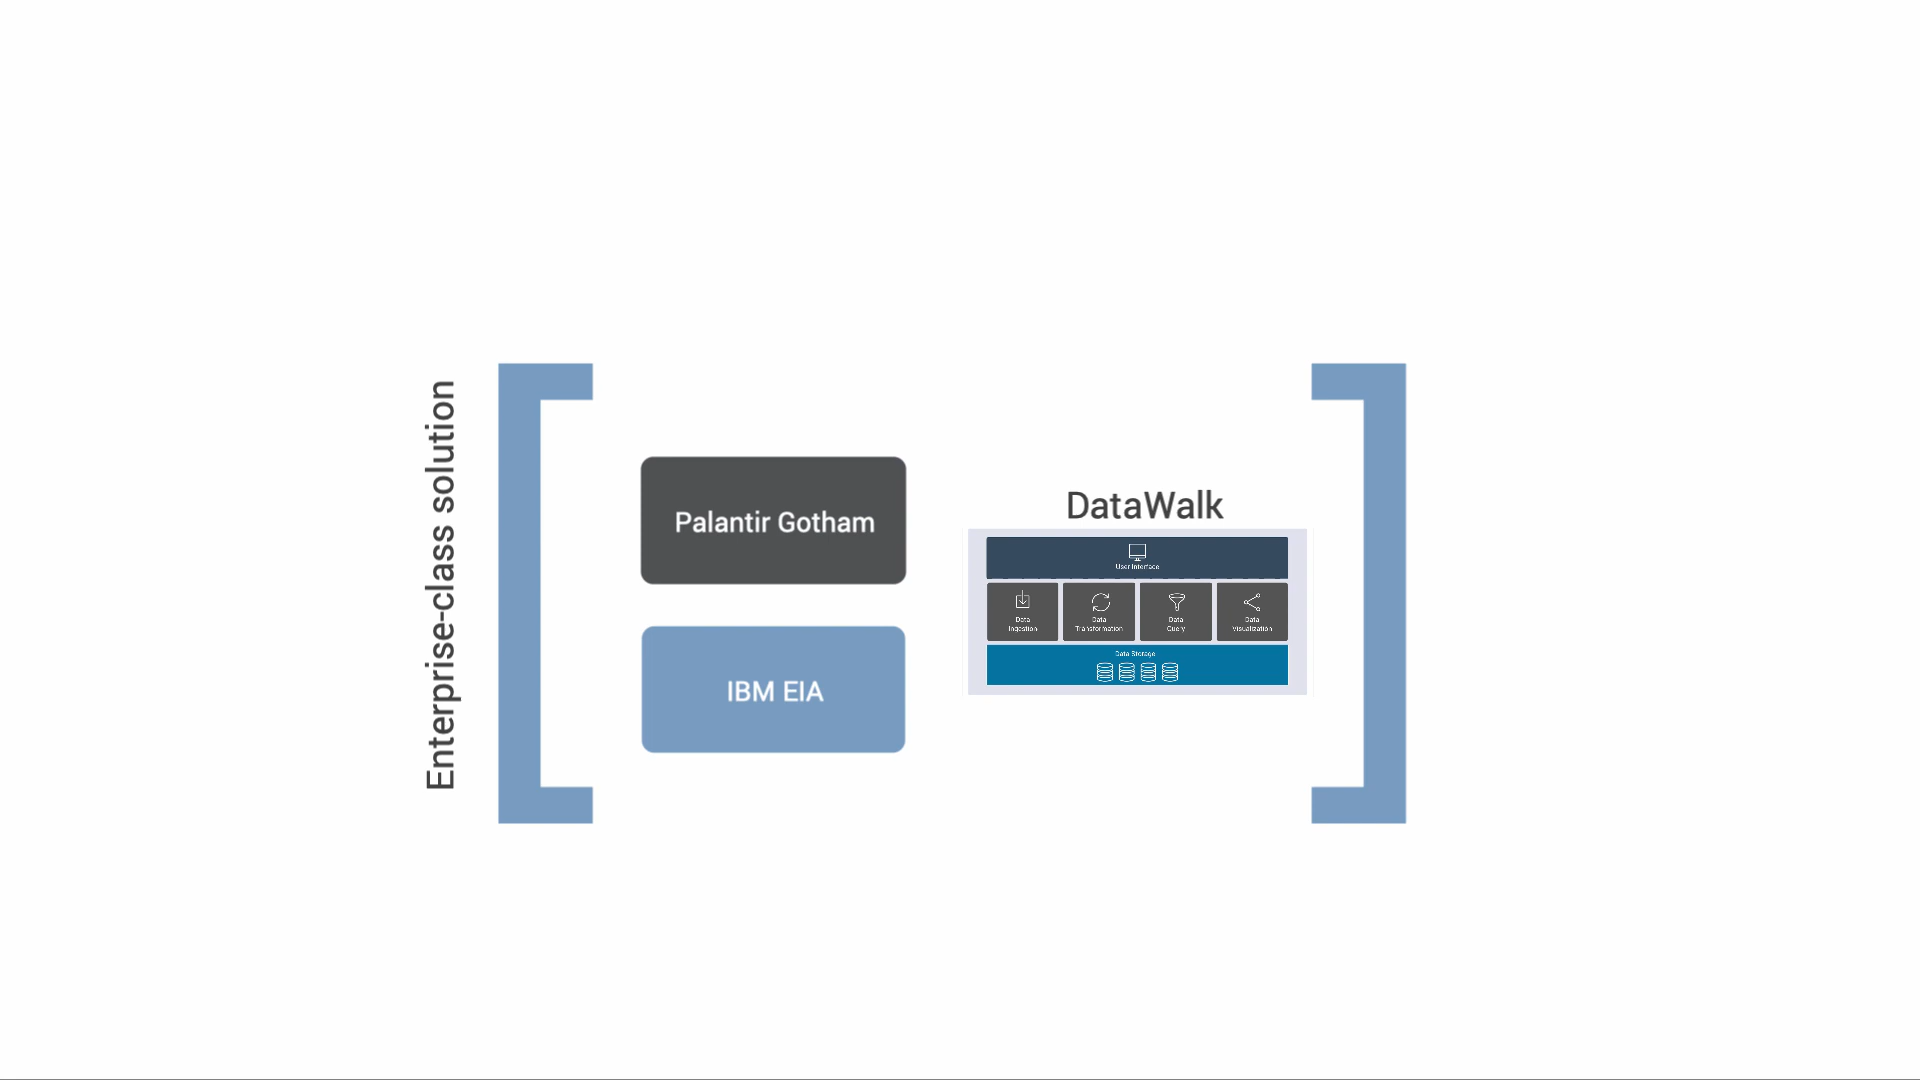 Enterprise-class solution
Palantir Gotham
IBM EIA
DataWalk
User Interface
Data
Ingestion
Data
Transformation
Data
Query
Data
Visualization
Data Storage